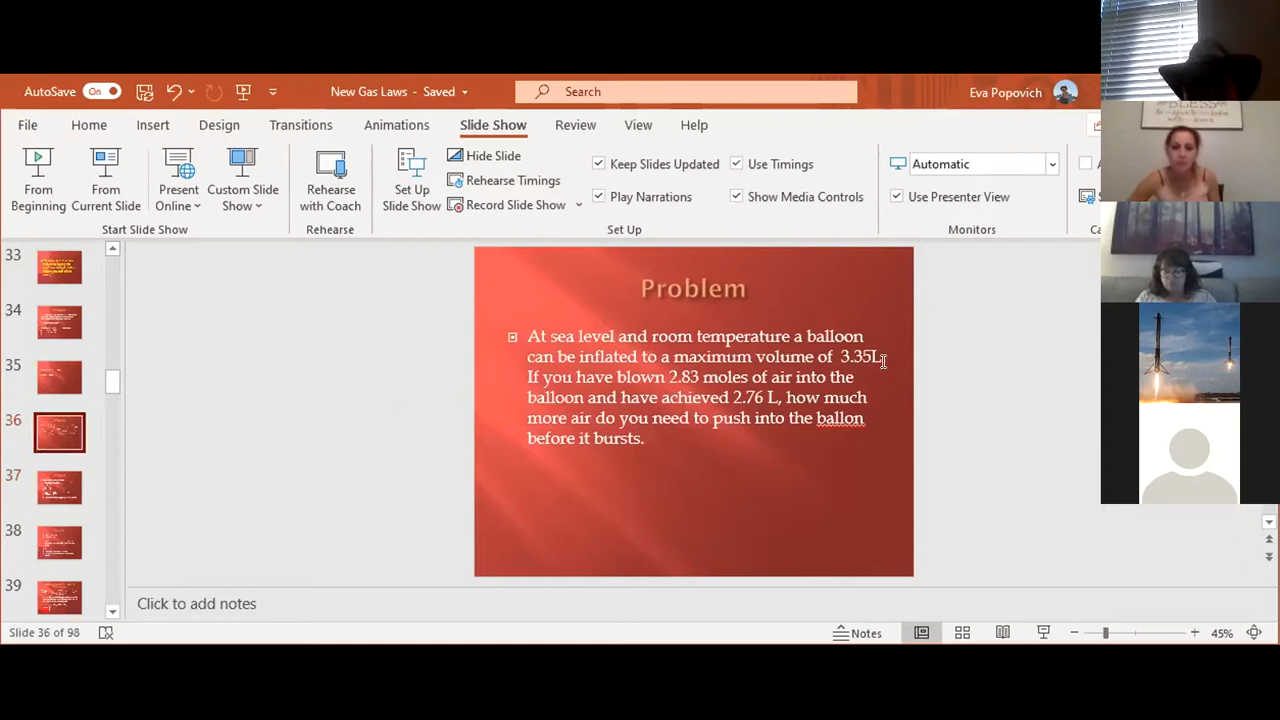 AutoSave On New Gas Laws - Saved Search Eva Popovich
File Home Insert Design Transitions Animations Slide Show Review View Help
From Beginning
From Current Slide
Present Online
Custom Slide Show
Start Slide Show
Rehearse with Coach
Rehearse
Set Up Slide Show
Hide Slide
Rehearse Timings
Record Slide Show
Keep Slides Updated
Play Narrations
Use Timings
Show Media Controls
Set Up
Automatic
Use Presenter View
Monitors
BLESS
33
34
35
36
37
38
39
Problem
At sea level and room temperature a balloon
can be inflated to a maximum volume of 3.35L
If you have blown 2.83 moles of air into the
balloon and have achieved 2.76 L, how much
more air do you need to push into the ballon
before it bursts.
Click to add notes
Slide 36 of 98 Notes 45%